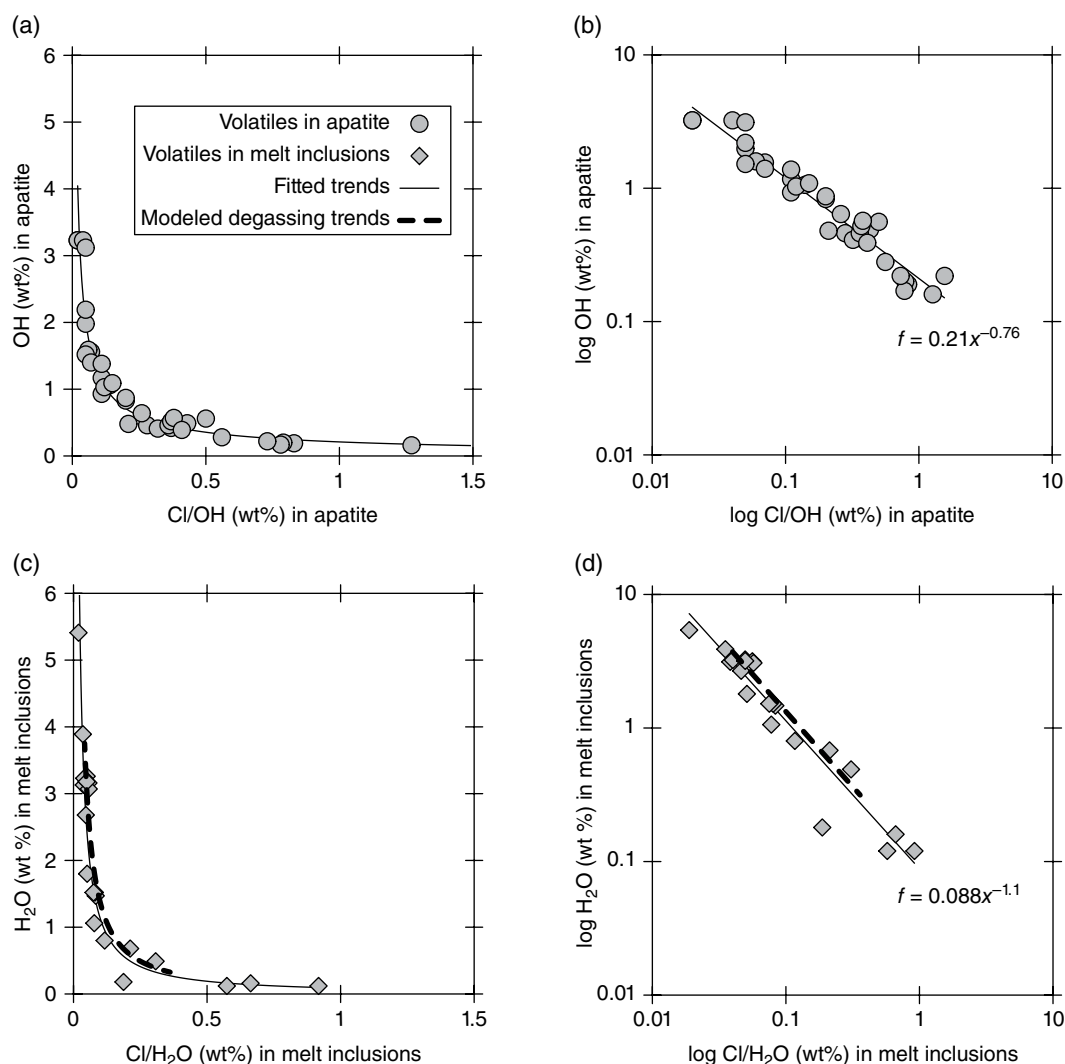 (a)
6
5
4
3
2
1
0
0
0.5
1
1.5
OH (wt%) in apatite
Cl/OH (wt%) in apatite
Volatiles in apatite
Volatiles in melt inclusions
Fitted trends
Modeled degassing trends
(b)
10
1
0.1
0.01
0.01
0.1
1
10
log OH (wt%) in apatite
log Cl/OH (wt%) in apatite
f = 0.21x–0.76
(c)
6
5
4
3
2
1
0
0
0.5
1
1.5
H2O (wt %) in melt inclusions
Cl/H2O (wt%) in melt inclusions
(d)
10
1
0.1
0.01
0.01
0.1
1
10
log H2O (wt %) in melt inclusions
log Cl/H2O (wt%) in melt inclusions
f = 0.088x–1.1